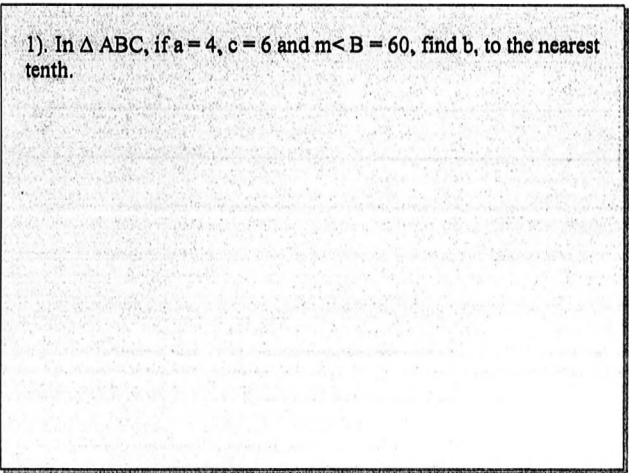 1). In Δ ABC, if a = 4, c = 6 and m< B = 60, find b, to the nearest
tenth.